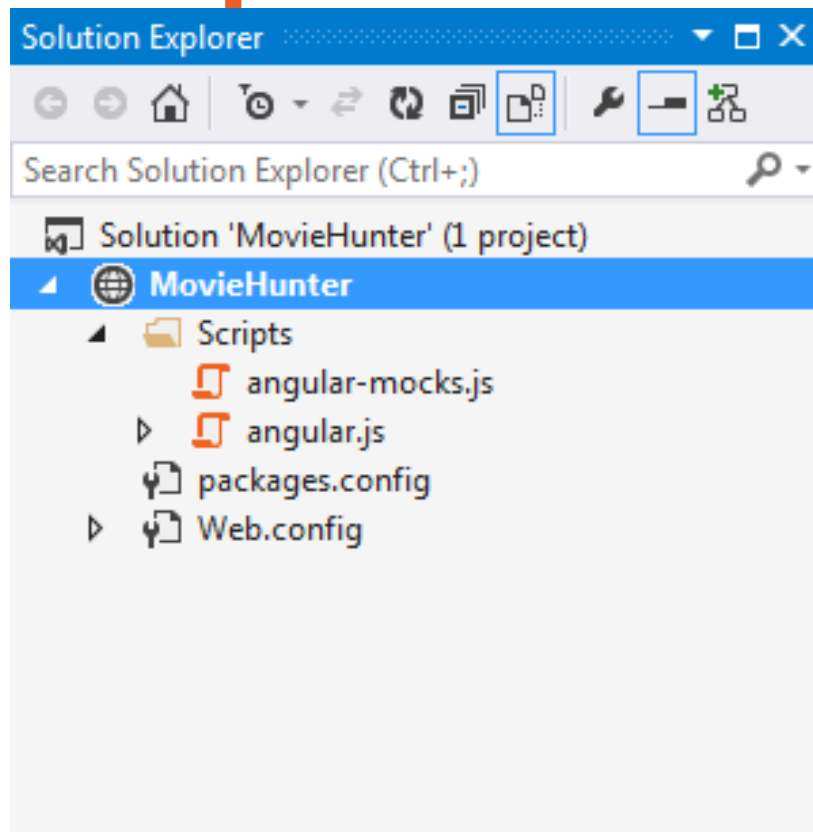 Solution Explorer
Search Solution Explorer (Ctrl+;)
Solution 'MovieHunter' (1 project)
MovieHunter
Scripts
angular-mocks.js
angular.js
packages.config
Web.config